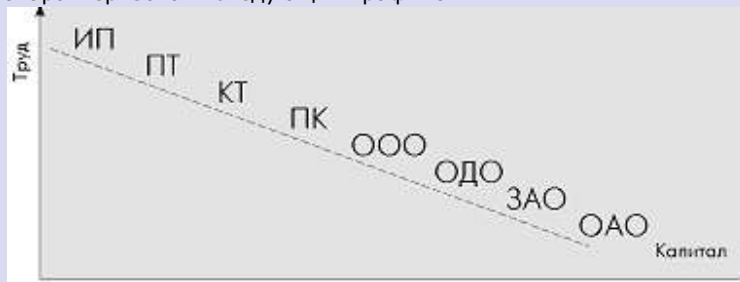 Труд
ИП
ПТ
КТ
ПК
ООО
ОДО
ЗАО
ОАО
Капитал